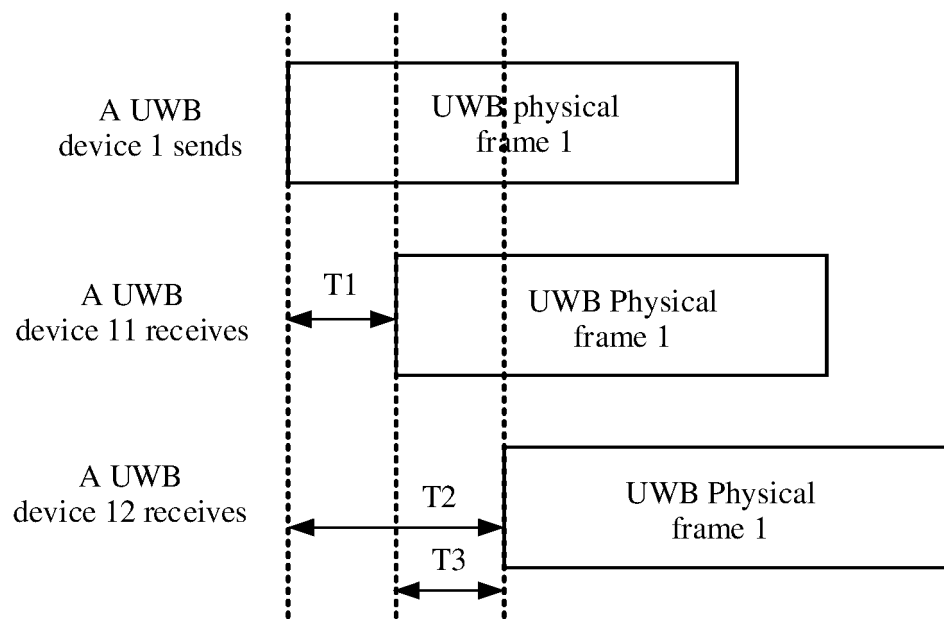 A UWB
device 1 sends
UWB physical
frame 1
T1
A UWB
device 11 receives
UWB Physical
frame 1
A UWB
device 12 receives
T2
UWB Physical
frame 1
T3